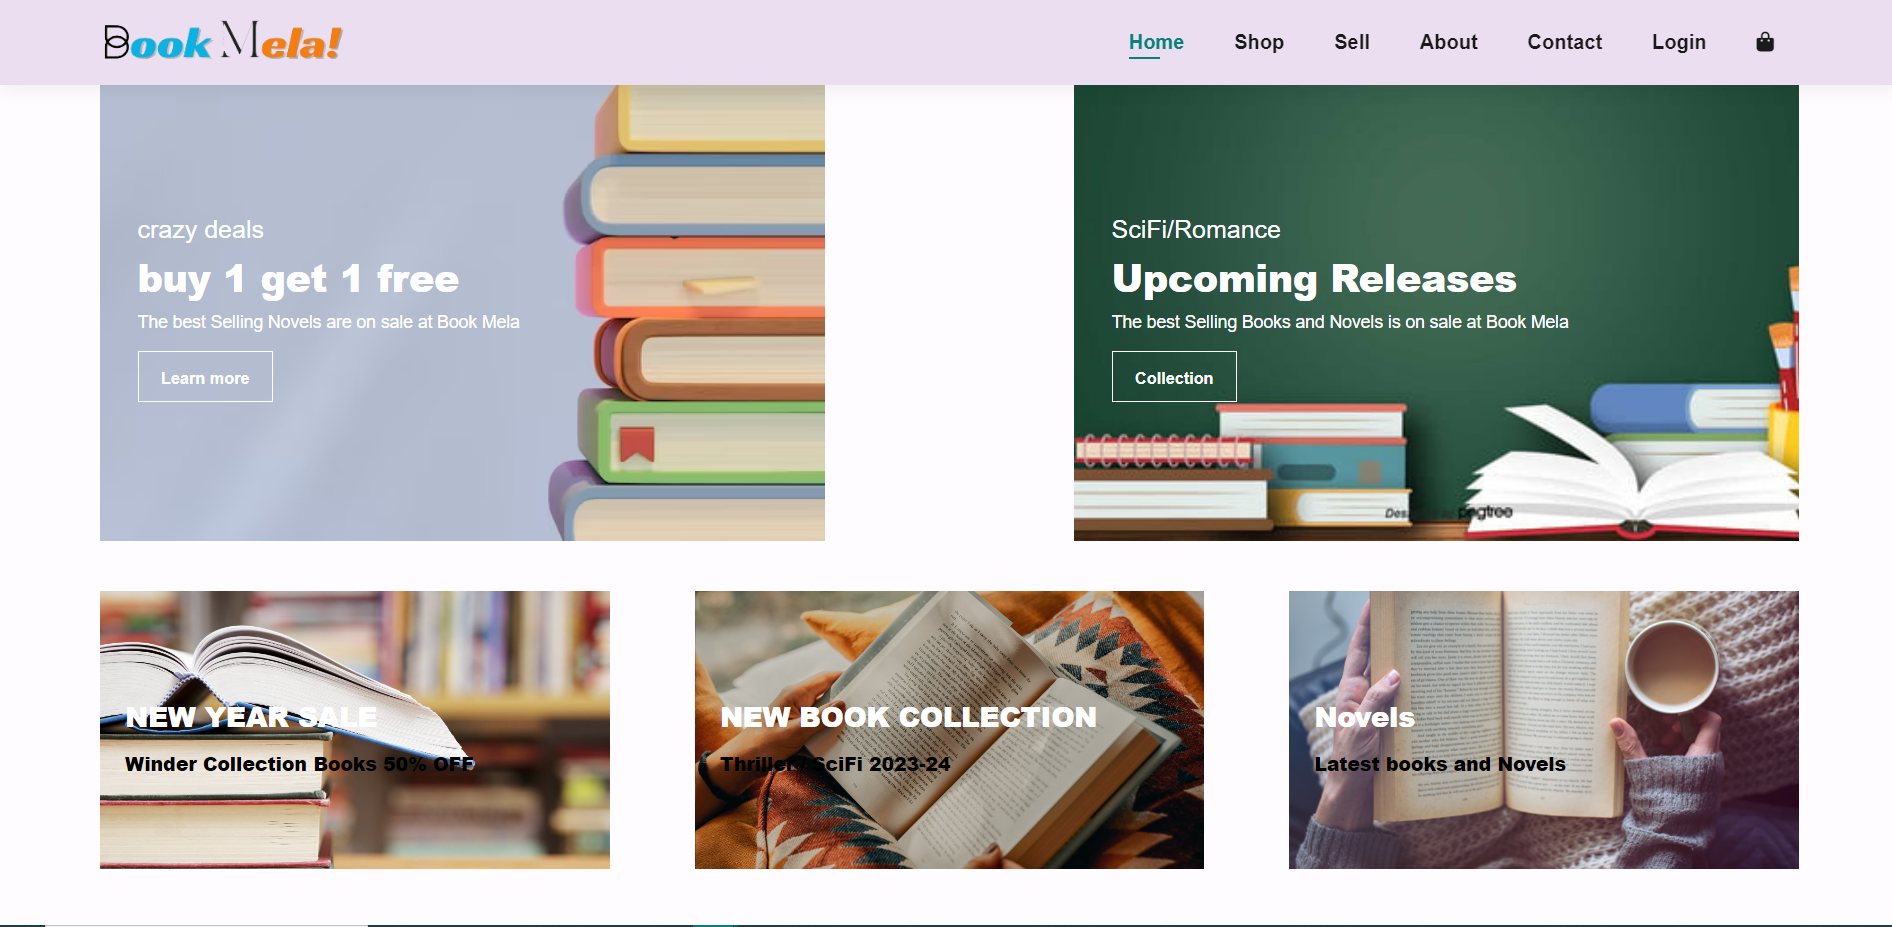 Book Mela!
Home Shop Sell About Contact Login
crazy deals
buy 1 get 1 free
The best Selling Novels are on sale at Book Mela
Learn more
SciFi/Romance
Upcoming Releases
The best Selling Books and Novels is on sale at Book Mela
Collection
pngtree
NEW YEAR SALE
Winder Collection Books 50% OFF
NEW BOOK COLLECTION
Thriller / SciFi 2023-24
Novels
Latest books and Novels